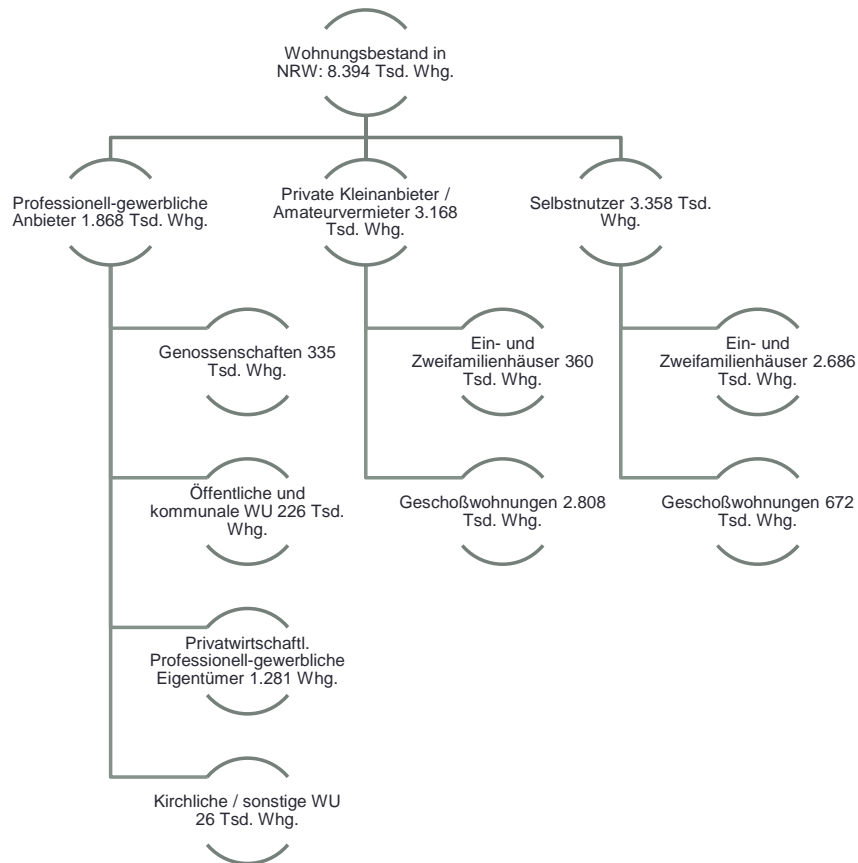 Wohnungsbestand in
NRW: 8.394 Tsd. Whg.
Professionell-gewerbliche
Anbieter 1.868 Tsd. Whg.
Private Kleinanbieter /
Amateurvermieter 3.168
Tsd. Whg.
Selbstnutzer 3.358 Tsd.
Whg.
Genossenschaften 335
Tsd. Whg.
Ein- und
Zweifamilienhäuser 360
Tsd. Whg.
Ein- und
Zweifamilienhäuser 2.686
Tsd. Whg.
Öffentliche und
kommunale WU 226 Tsd.
Whg.
Geschoßwohnungen 2.808
Tsd. Whg.
Geschoßwohnungen 672
Tsd. Whg.
Privatwirtschaftl.
Professionell-gewerbliche
Eigentümer 1.281 Whg.
Kirchliche / sonstige WU
26 Tsd. Whg.